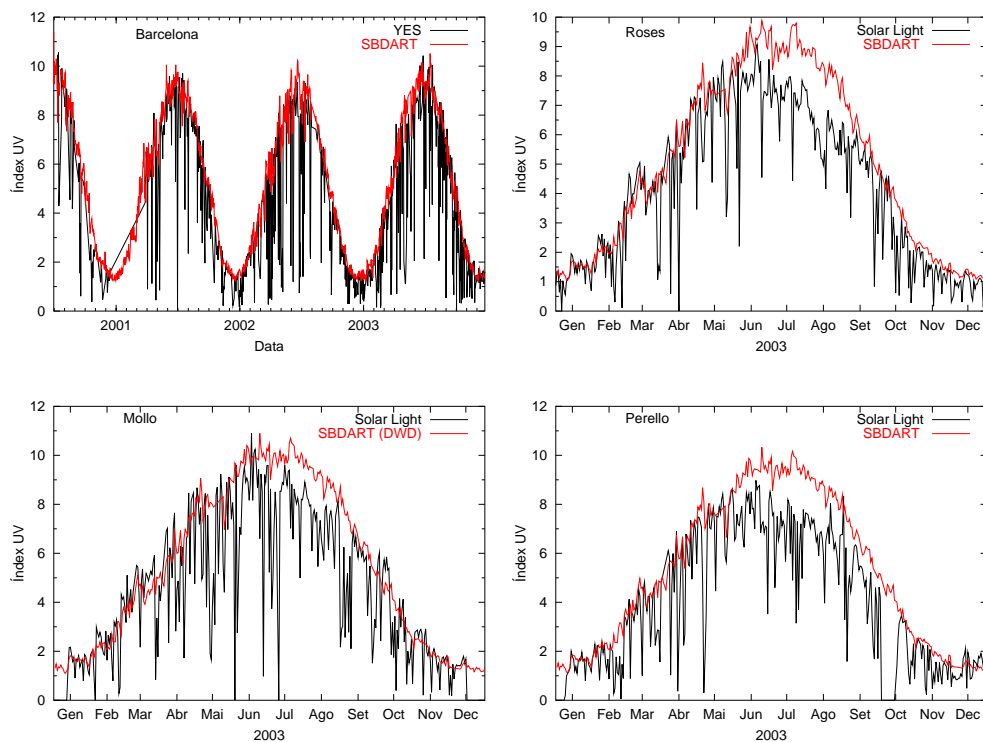 Barcelona
YES
SBDART
Índex UV
12
10
8
6
4
2
0
2001
2002
2003
Data
Roses
Solar Light
SBDART
Índex UV
10
9
8
7
6
5
4
3
2
1
0
Gen Feb Mar Abr Mai Jun Jul Ago Set Oct Nov Dec
2003
Mollo
Solar Light
SBDART (DWD)
Índex UV
12
10
8
6
4
2
0
Gen Feb Mar Abr Mai Jun Jul Ago Set Oct Nov Dec
2003
Perello
Solar Light
SBDART
Índex UV
12
10
8
6
4
2
0
Gen Feb Mar Abr Mai Jun Jul Ago Set Oct Nov Dec
2003